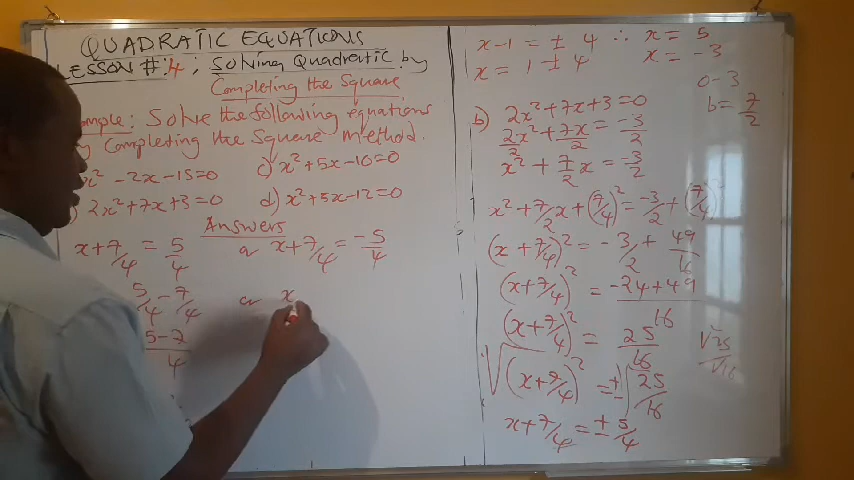 QUADRATIC EQUATIONS
LESSON #:4 ; Solving Quadratic by
Completing the Square
Example: Solve the following equations
by Completing the Square method.
x² - 2x - 15 = 0 c) x² + 5x - 10 = 0
) 2x² + 7x + 3 = 0 d) x² + 5x - 12 = 0
Answers
x + 7/4 = 5/4 or x + 7/4 = -5/4
5/4 - 7/4 or x
5 - 7/4
x - 1 = ± 4 ∴ x = 5
x = 1 ± 4 x = -3
0 - 3
b) 2x² + 7x + 3 = 0 b = 7/2
2x²/2 + 7x/2 = -3/2
x² + 7/2 x = -3/2
x² + 7/2 x + (7/4)² = -3/2 + (7/4)²
(x + 7/4)² = -3/2 + 49/16
(x + 7/4)² = -24 + 49/16
(x + 7/4)² = 25/16 √25/√16
√(x + 7/4)² = ±√25/16
x + 7/4 = ± 5/4